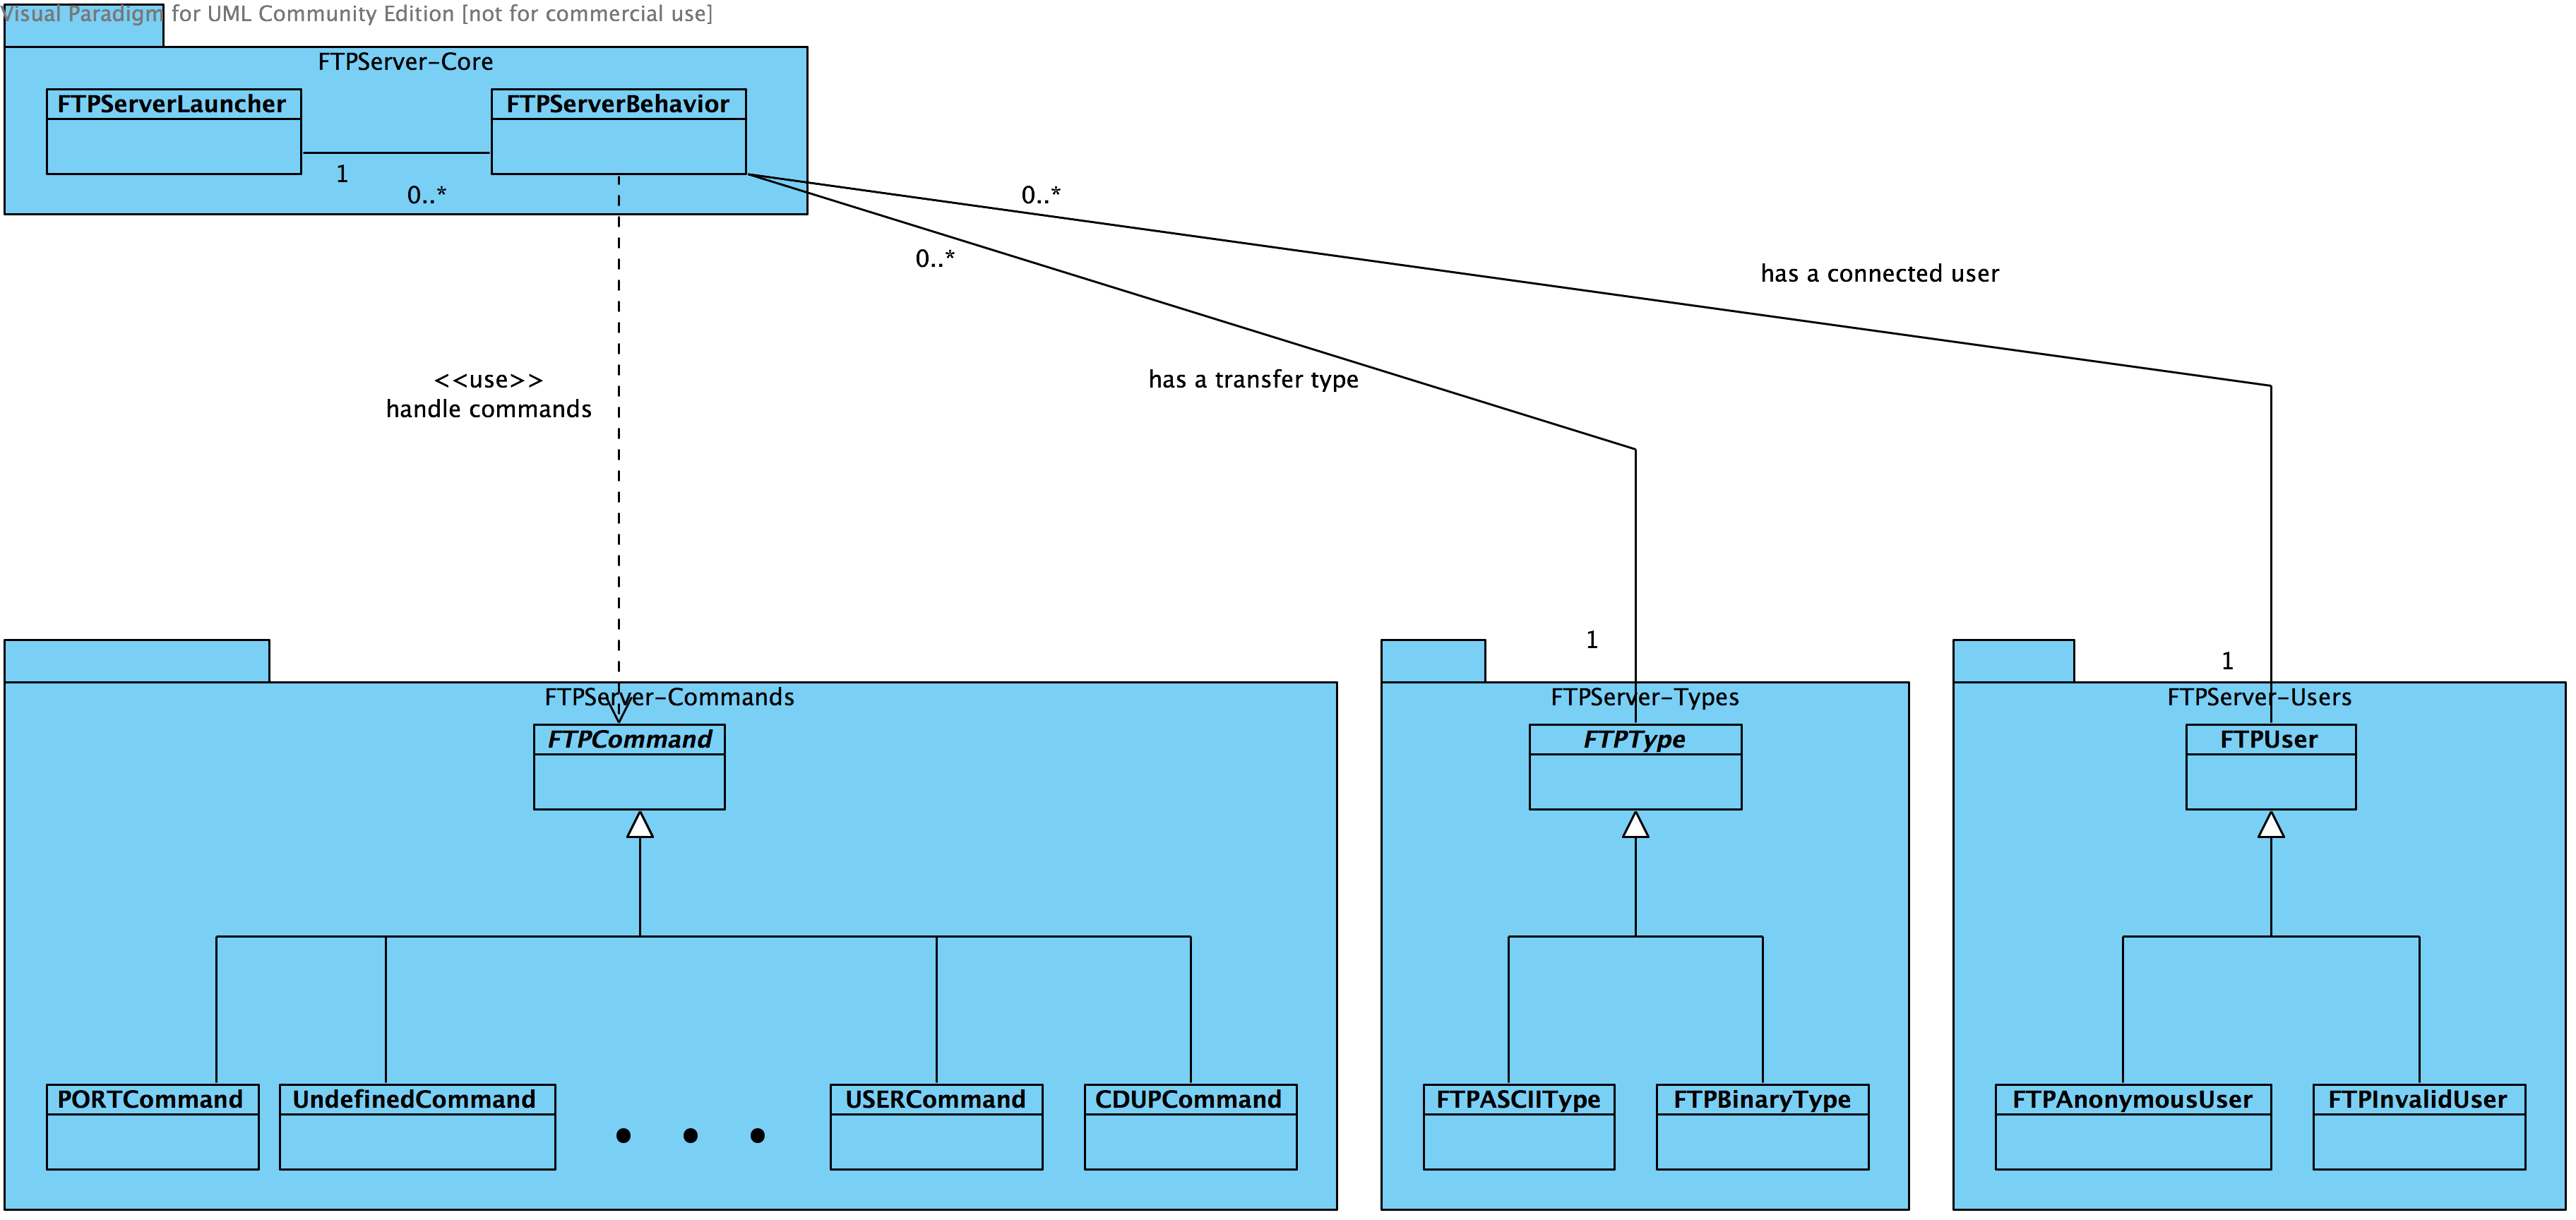 Visual Paradigm for UML Community Edition [not for commercial use]
FTPServer-Core
FTPServerLauncher
FTPServerBehavior
1
0..*
0..*
0..*
has a connected user
<<use>>
handle commands
has a transfer type
1
1
FTPServer-Commands
FTPServer-Types
FTPServer-Users
FTPCommand
FTPType
FTPUser
PORTCommand
UndefinedCommand
USERCommand
CDUPCommand
FTPASCIIType
FTPBinaryType
FTPAnonymousUser
FTPInvalidUser